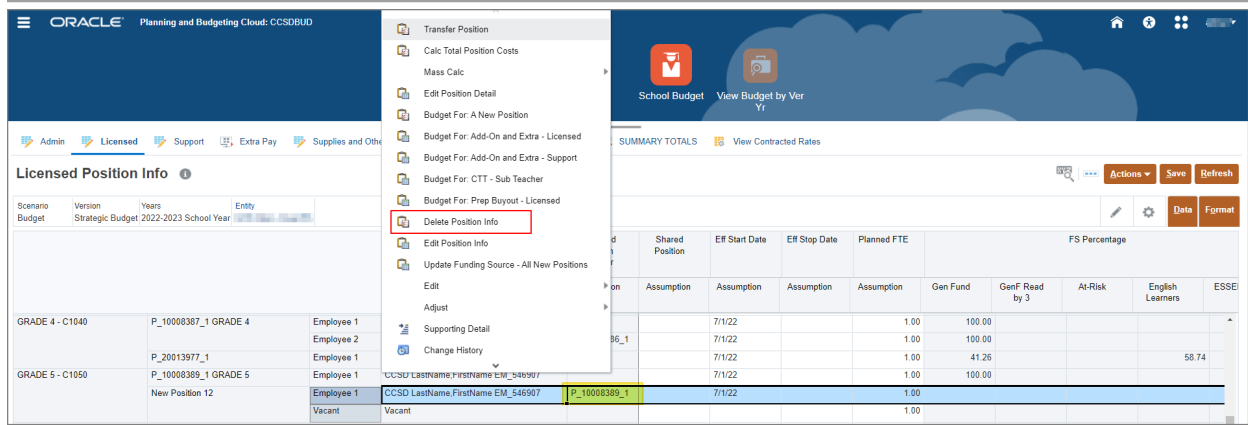 ORACLE Planning and Budgeting Cloud: CCSDBUD
Transfer Position
Calc Total Position Costs
Mass Calc
Edit Position Detail
Budget For: A New Position
Budget For: Add-On and Extra - Licensed
Budget For: Add-On and Extra - Support
Budget For: CTT - Sub Teacher
Budget For: Prep Buyout - Licensed
Delete Position Info
Edit Position Info
Update Funding Source - All New Positions
Edit
Adjust
Supporting Detail
Change History
School Budget View Budget by Ver
Yr
Admin Licensed Support Extra Pay Supplies and Othe SUMMARY TOTALS View Contracted Rates
Licensed Position Info Actions Save Refresh
Scenario Version Years Entity
Budget Strategic Budget 2022-2023 School Year
Data Format
Shared Eff Start Date Eff Stop Date Planned FTE FS Percentage
Position
on Assumption Assumption Assumption Assumption Gen Fund GenF Read At-Risk English ESSE
by 3 Learners
GRADE 4 - C1040 P_10008387_1 GRADE 4 Employee 1 7/1/22 1.00 100.00
Employee 2 36_1 7/1/22 1.00 100.00
P_20013977_1 Employee 1 7/1/22 1.00 41.26 58.74
GRADE 5 - C1050 P_10008389_1 GRADE 5 Employee 1 CCSD LastName,FirstName EM_546907 7/1/22 1.00 100.00
New Position 12 Employee 1 CCSD LastName,FirstName EM_546907 P_10008389_1 7/1/22 1.00
Vacant Vacant 1.00